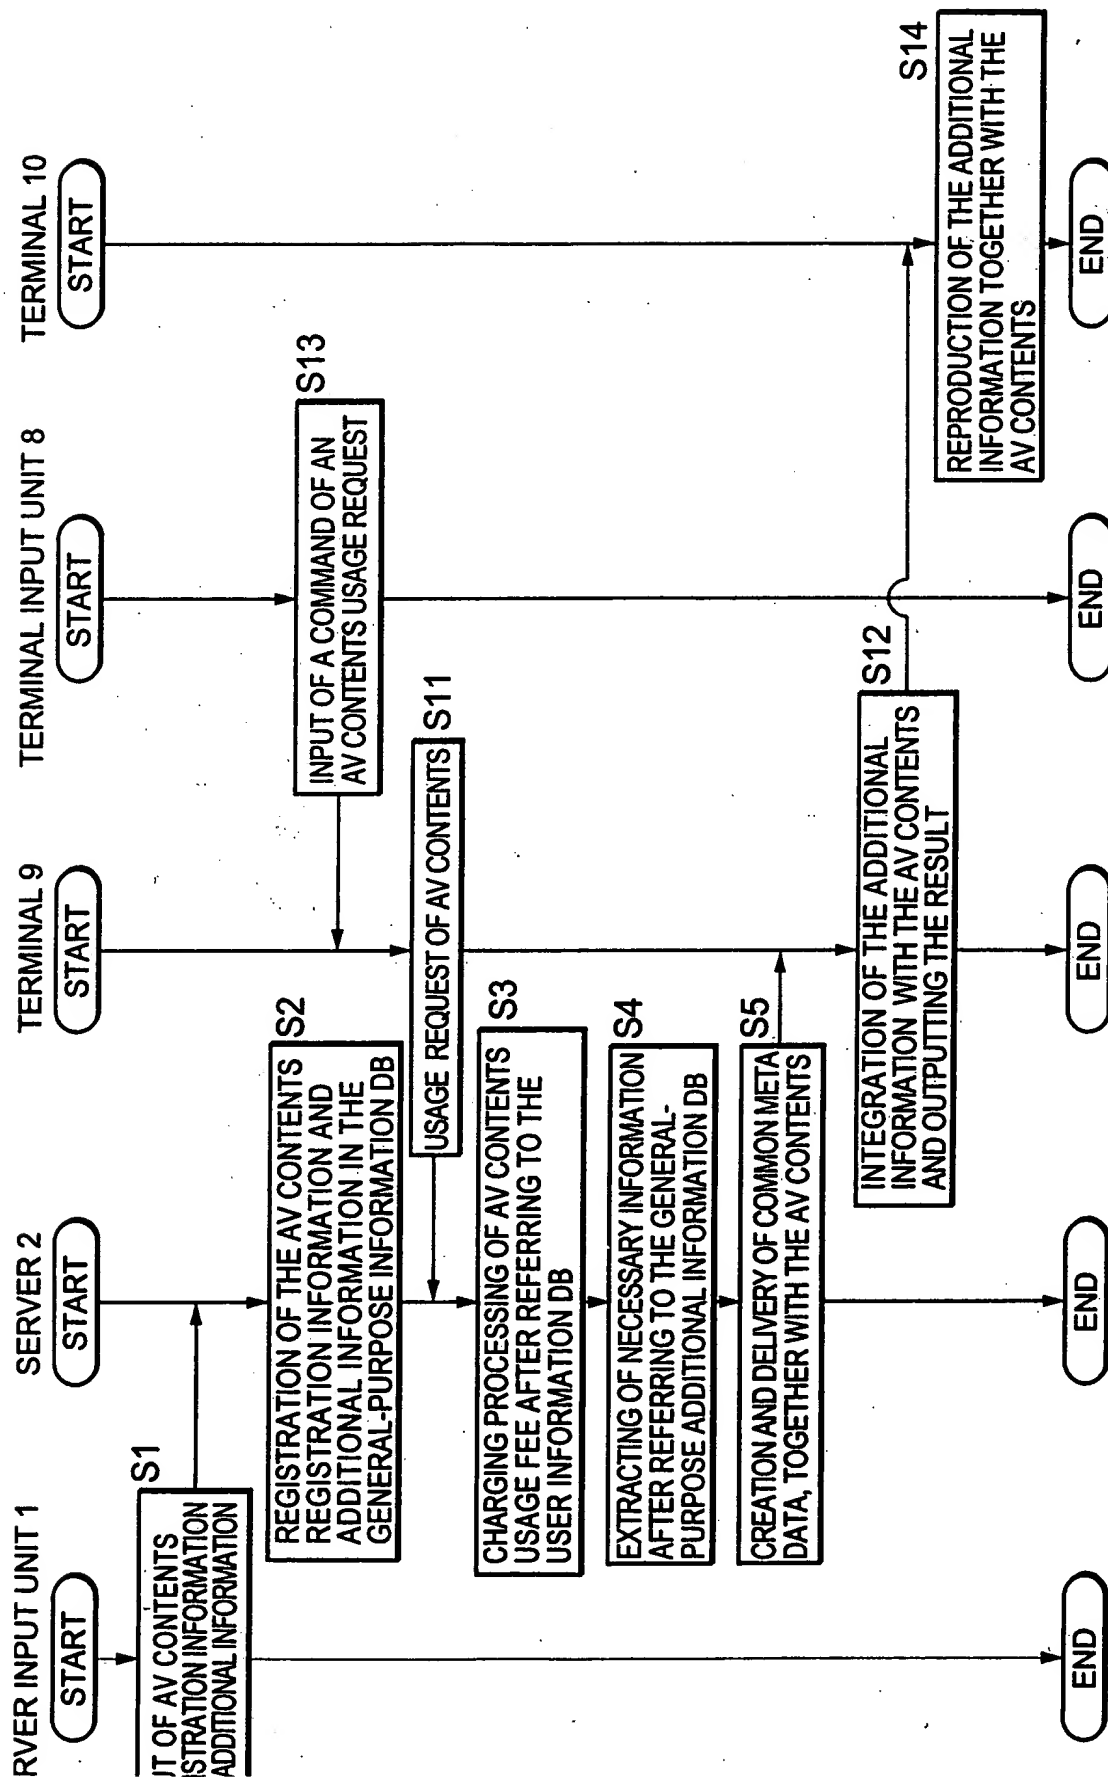 RVER INPUT UNIT 1
START
UT OF AV CONTENTS
STRATION INFORMATION
ADDITIONAL INFORMATION
S1
END
SERVER 2
START
REGISTRATION OF THE AV CONTENTS
REGISTRATION INFORMATION AND
ADDITIONAL INFORMATION IN THE
GENERAL-PURPOSE INFORMATION DB
S2
CHARGING PROCESSING OF AV CONTENTS
USAGE FEE AFTER REFERRING TO THE
USER INFORMATION DB
S3
EXTRACTING OF NECESSARY INFORMATION
AFTER REFERRING TO THE GENERAL-
PURPOSE ADDITIONAL INFORMATION DB
S4
CREATION AND DELIVERY OF COMMON META
DATA, TOGETHER WITH THE AV CONTENTS
S5
END
TERMINAL 9
START
USAGE REQUEST OF AV CONTENTS
S11
INTEGRATION OF THE ADDITIONAL
INFORMATION WITH THE AV CONTENTS
AND OUTPUTTING THE RESULT
S12
END
TERMINAL INPUT UNIT 8
START
INPUT OF A COMMAND OF AN
AV CONTENTS USAGE REQUEST
S13
END
TERMINAL 10
START
REPRODUCTION OF THE ADDITIONAL
INFORMATION TOGETHER WITH THE
AV CONTENTS
S14
END